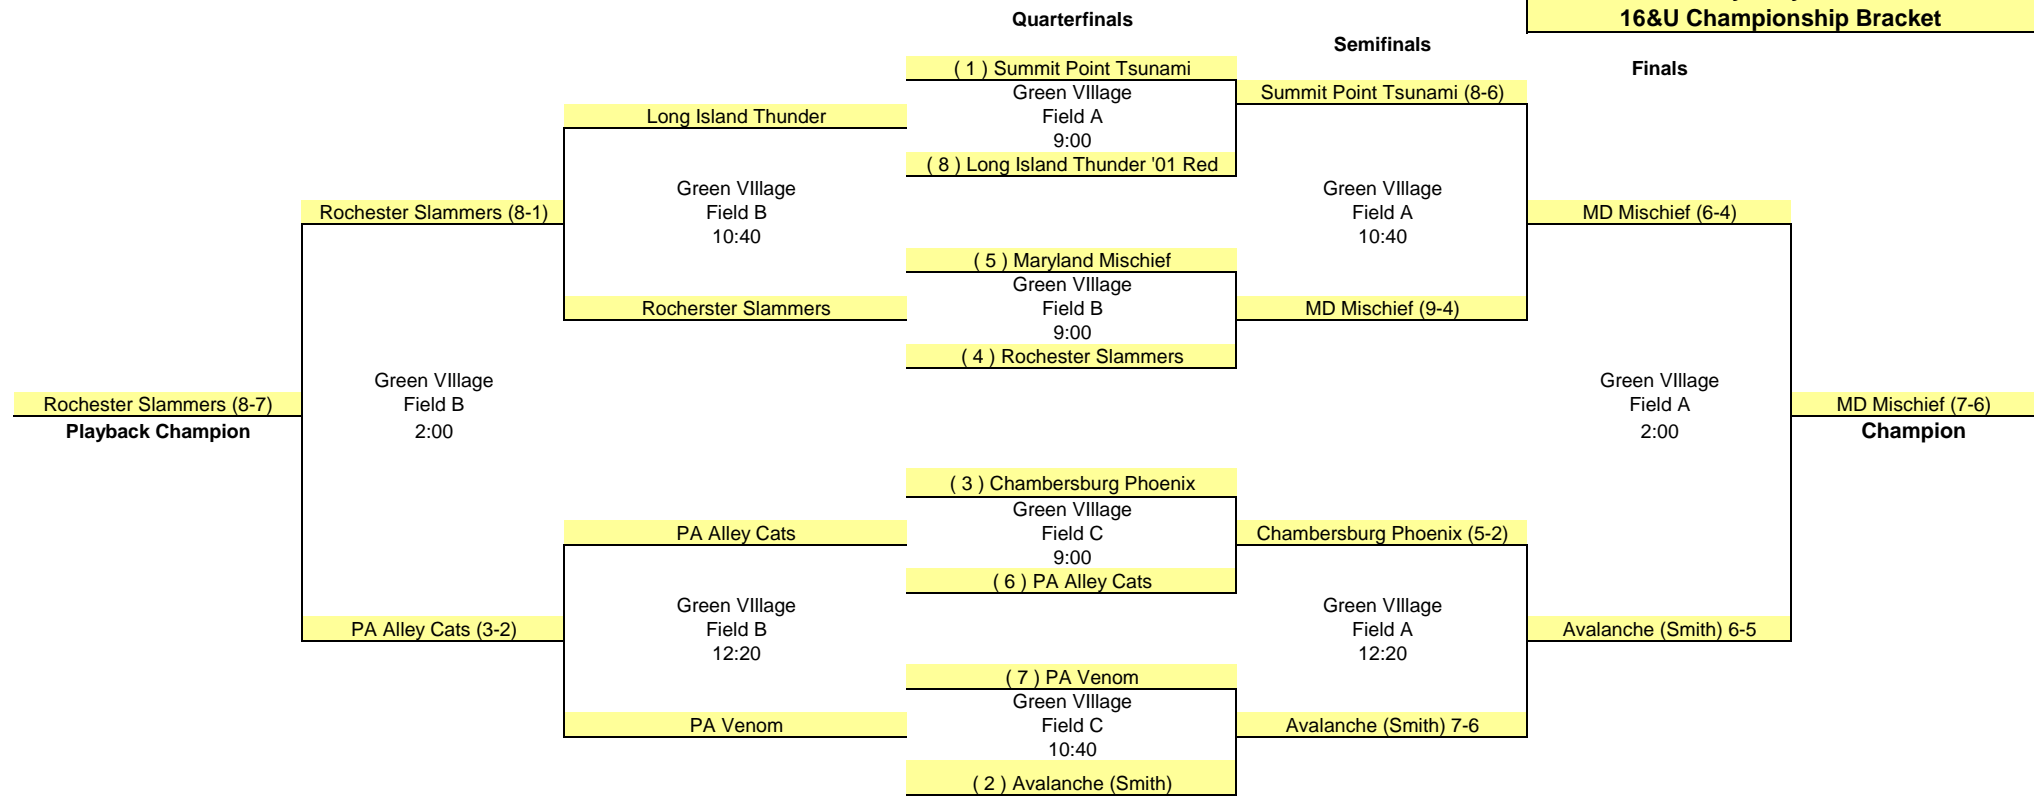 16&U Championship Bracket
Quarterfinals
Semifinals
Finals
( 1 ) Summit Point Tsunami
Green VIllage
Field A
9:00
( 8 ) Long Island Thunder '01 Red
Summit Point Tsunami (8-6)
Long Island Thunder
Green VIllage
Field B
10:40
Rocherster Slammers
Rochester Slammers (8-1)
Green VIllage
Field A
10:40
MD Mischief (6-4)
( 5 ) Maryland Mischief
Green VIllage
Field B
9:00
( 4 ) Rochester Slammers
MD Mischief (9-4)
Green VIllage
Field B
2:00
Rochester Slammers (8-7)
Playback Champion
Green VIllage
Field A
2:00
MD Mischief (7-6)
Champion
( 3 ) Chambersburg Phoenix
Green VIllage
Field C
9:00
( 6 ) PA Alley Cats
Chambersburg Phoenix (5-2)
PA Alley Cats
Green VIllage
Field B
12:20
PA Venom
PA Alley Cats (3-2)
Green VIllage
Field A
12:20
Avalanche (Smith) 6-5
( 7 ) PA Venom
Green VIllage
Field C
10:40
( 2 ) Avalanche (Smith)
Avalanche (Smith) 7-6